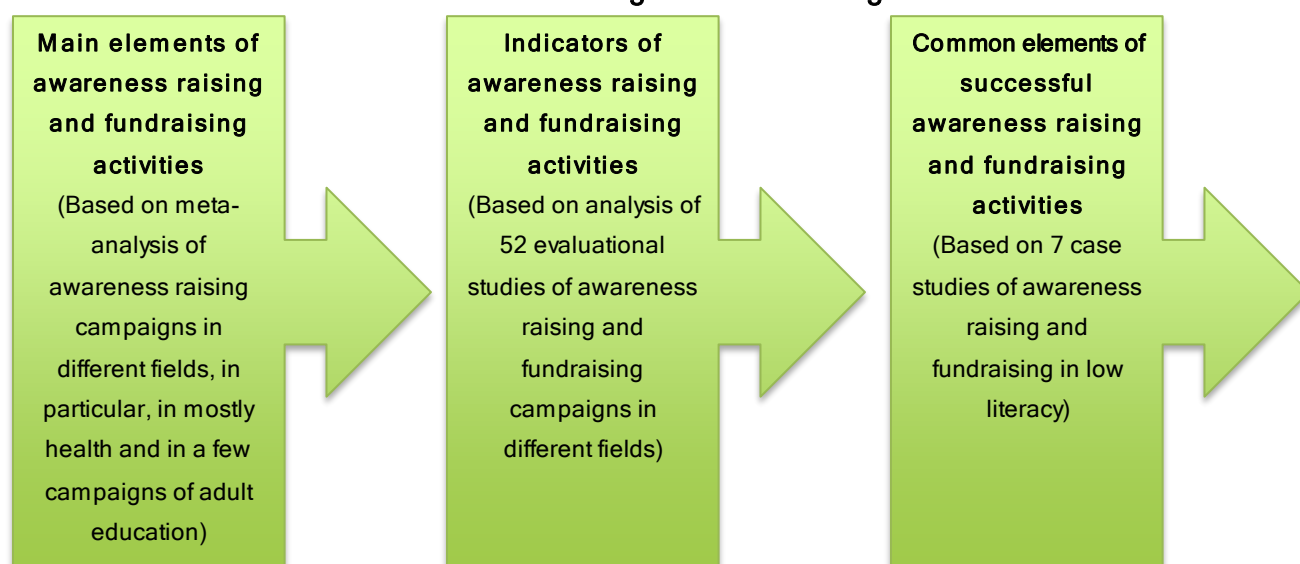 Main elements of
awareness raising
and fundraising
activities
(Based on meta-
analysis of
awareness raising
campaigns in
different fields, in
particular, in mostly
health and in a few
campaigns of adult
education)
Indicators of
awareness raising
and fundraising
activities
(Based on analysis of
52 evaluational
studies of awareness
raising and
fundraising
campaigns in
different fields)
Common elements of
successful
awareness raising
and fundraising
activities
(Based on 7 case
studies of awareness
raising and
fundraising in low
literacy)